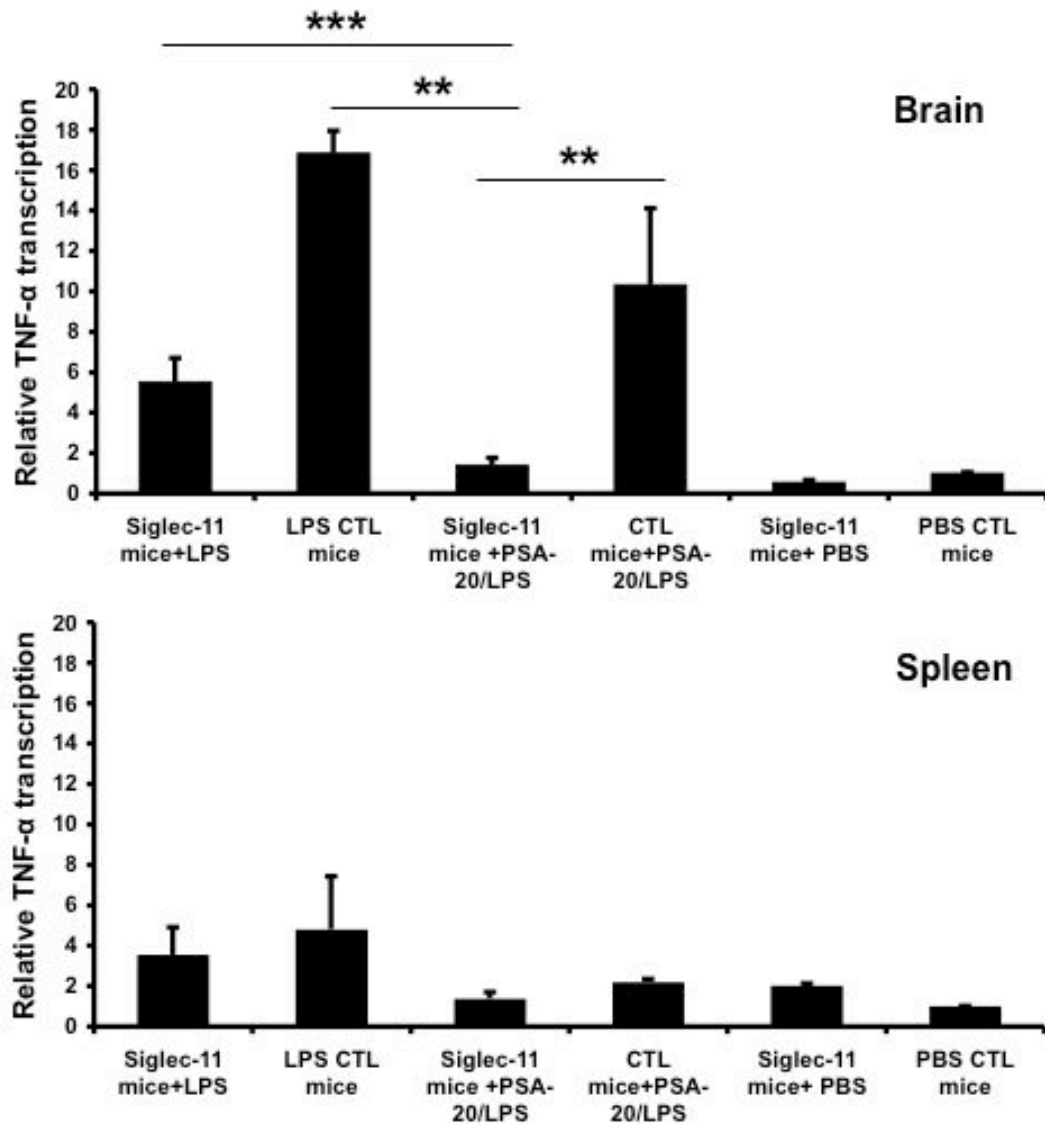 ***
**
**
Brain
Relative TNF-α transcription
20
18
16
14
12
10
8
6
4
2
0
Siglec-11
mice+LPS
LPS CTL
mice
Siglec-11
mice +PSA-
20/LPS
CTL
mice+PSA-
20/LPS
Siglec-11
mice+ PBS
PBS CTL
mice
Spleen
Relative TNF-α transcription
20
18
16
14
12
10
8
6
4
2
0
Siglec-11
mice+LPS
LPS CTL
mice
Siglec-11
mice +PSA-
20/LPS
CTL
mice+PSA-
20/LPS
Siglec-11
mice+ PBS
PBS CTL
mice